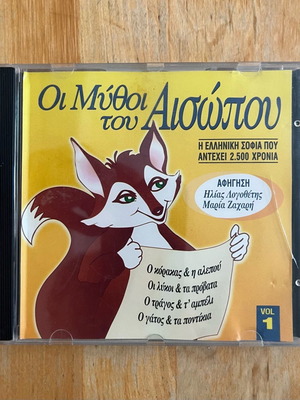 Οι Μύθοι
του Αισώπου
Η ΕΛΛΗΝΙΚΗ ΣΟΦΙΑ ΠΟΥ
ΑΝΤΕΧΕΙ 2.500 ΧΡΟΝΙΑ
ΑΦΗΓΗΣΗ
Ηλίας Λογοθέτης
Μαρία Ζαχαρή
Ο κόρακας & η αλεπού
Οι λύκοι & τα πρόβατα
Ο τράγος & τ' αμπέλι
Ο γάτος & τα ποντίκια
VOL
1